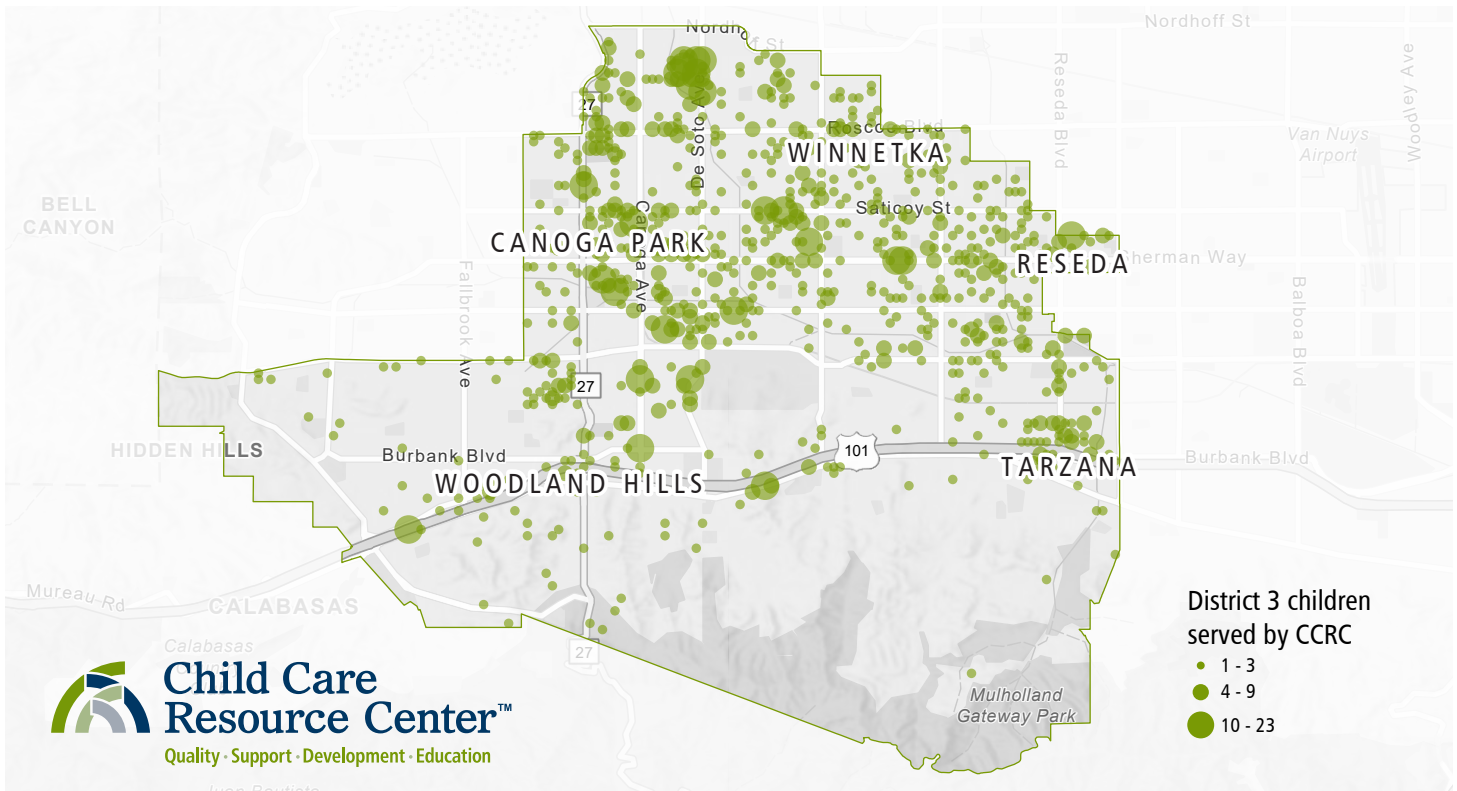 Nordhoff St
Nordhoff St
Reseda Blvd
Woodley Ave
27
De Soto A
Roscoe Blvd
WINNETKA
Van Nuys
Airport
BELL
CANYON
Saticoy St
CANOGA PARK
Canoga Ave
RESEDA
Sherman Way
Fallbrook Ave
Balboa Blvd
27
HIDDEN HILLS
Burbank Blvd
101
TARZANA
Burbank Blvd
WOODLAND HILLS
Mureau Rd
CALABASAS
Calabasas
27
District 3 children
served by CCRC
1 - 3
4 - 9
10 - 23
Mulholland
Gateway Park
Child Care
Resource Center™
Quality · Support · Development · Education
Juan Bautista